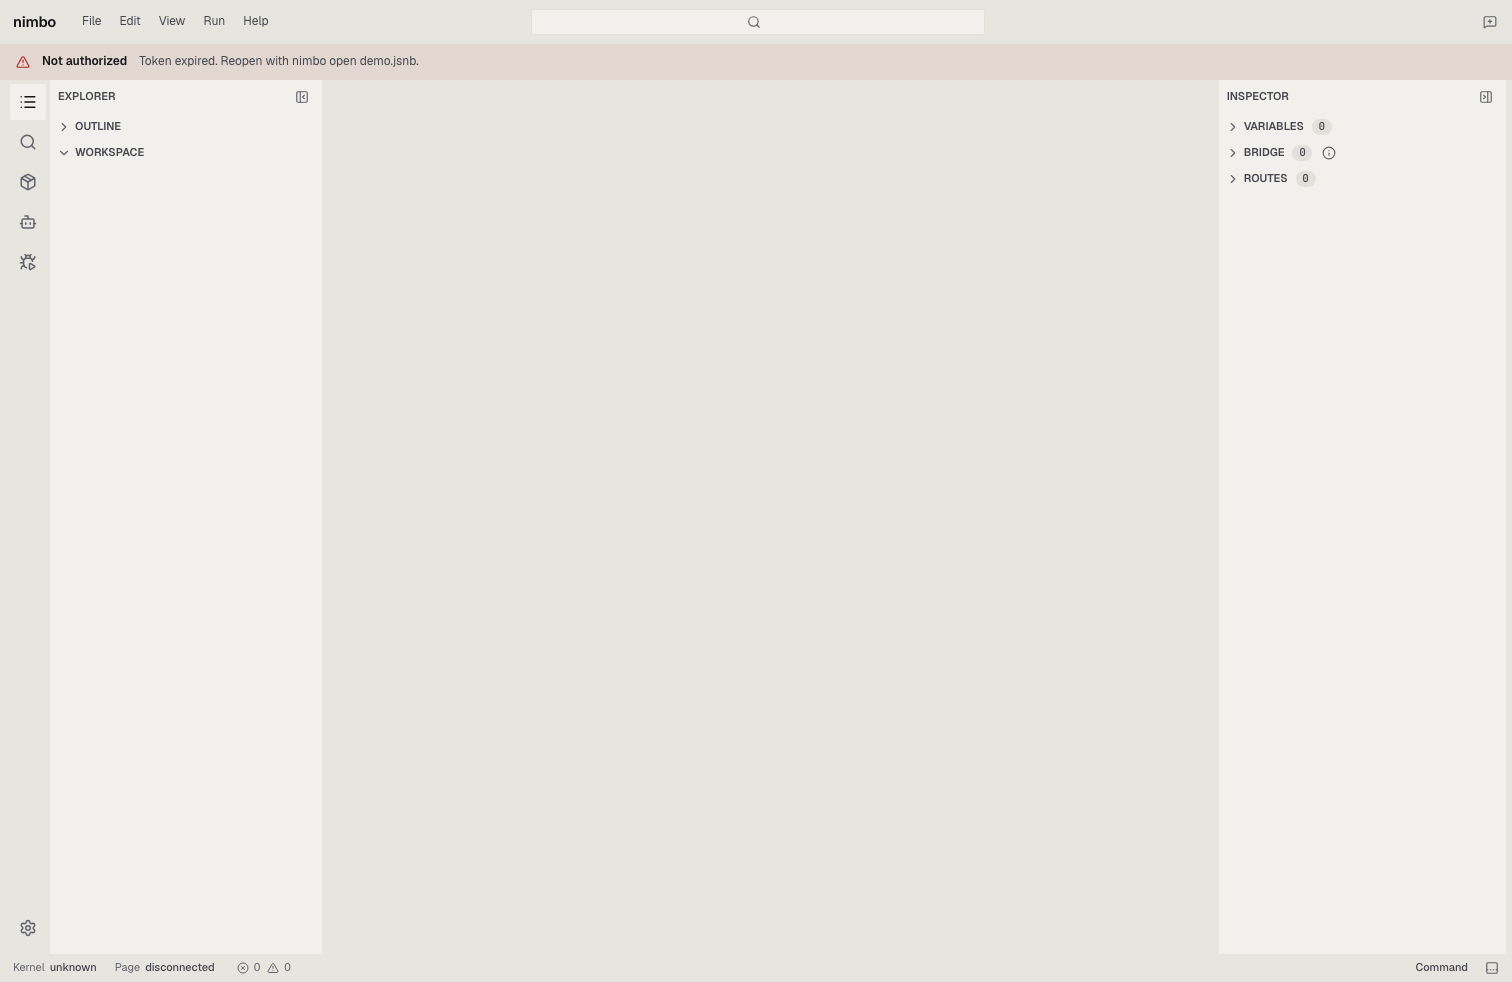 nimbo File Edit View Run Help
Not authorized Token expired. Reopen with nimbo open demo.jsnb.
EXPLORER
OUTLINE
WORKSPACE
INSPECTOR
VARIABLES 0
BRIDGE 0
ROUTES 0
Kernel unknown Page disconnected 0 0 Command